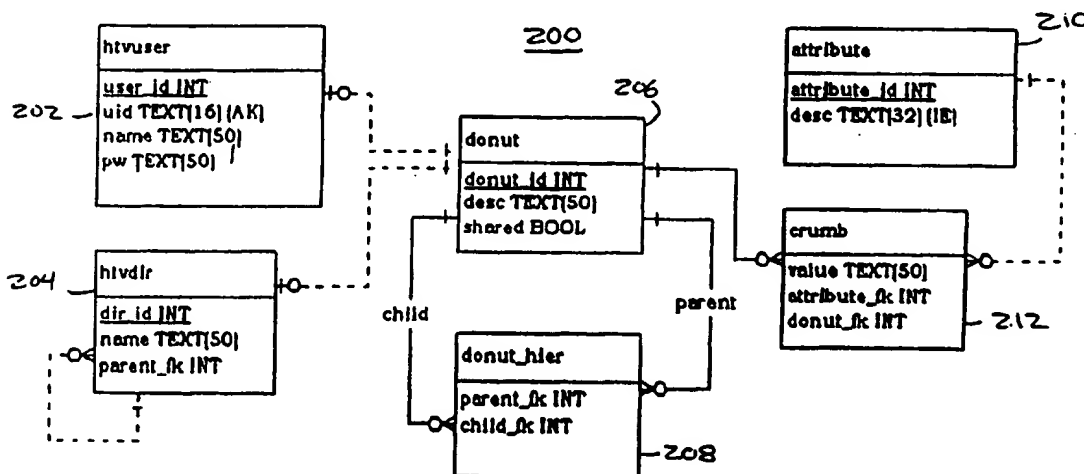 200
202
htvuser
user_id INT
uid TEXT(16) (AK)
name TEXT(50)
pw TEXT(50)
204
htvdir
dir_id INT
name TEXT(50)
parent_fk INT
206
donut
donut_id INT
desc TEXT(50)
shared BOOL
child
parent
donut_hier
parent_fk INT
child_fk INT
208
210
attribute
attribute_id INT
desc TEXT(32) (IE)
crumb
value TEXT(50)
attribute_fk INT
donut_fk INT
212